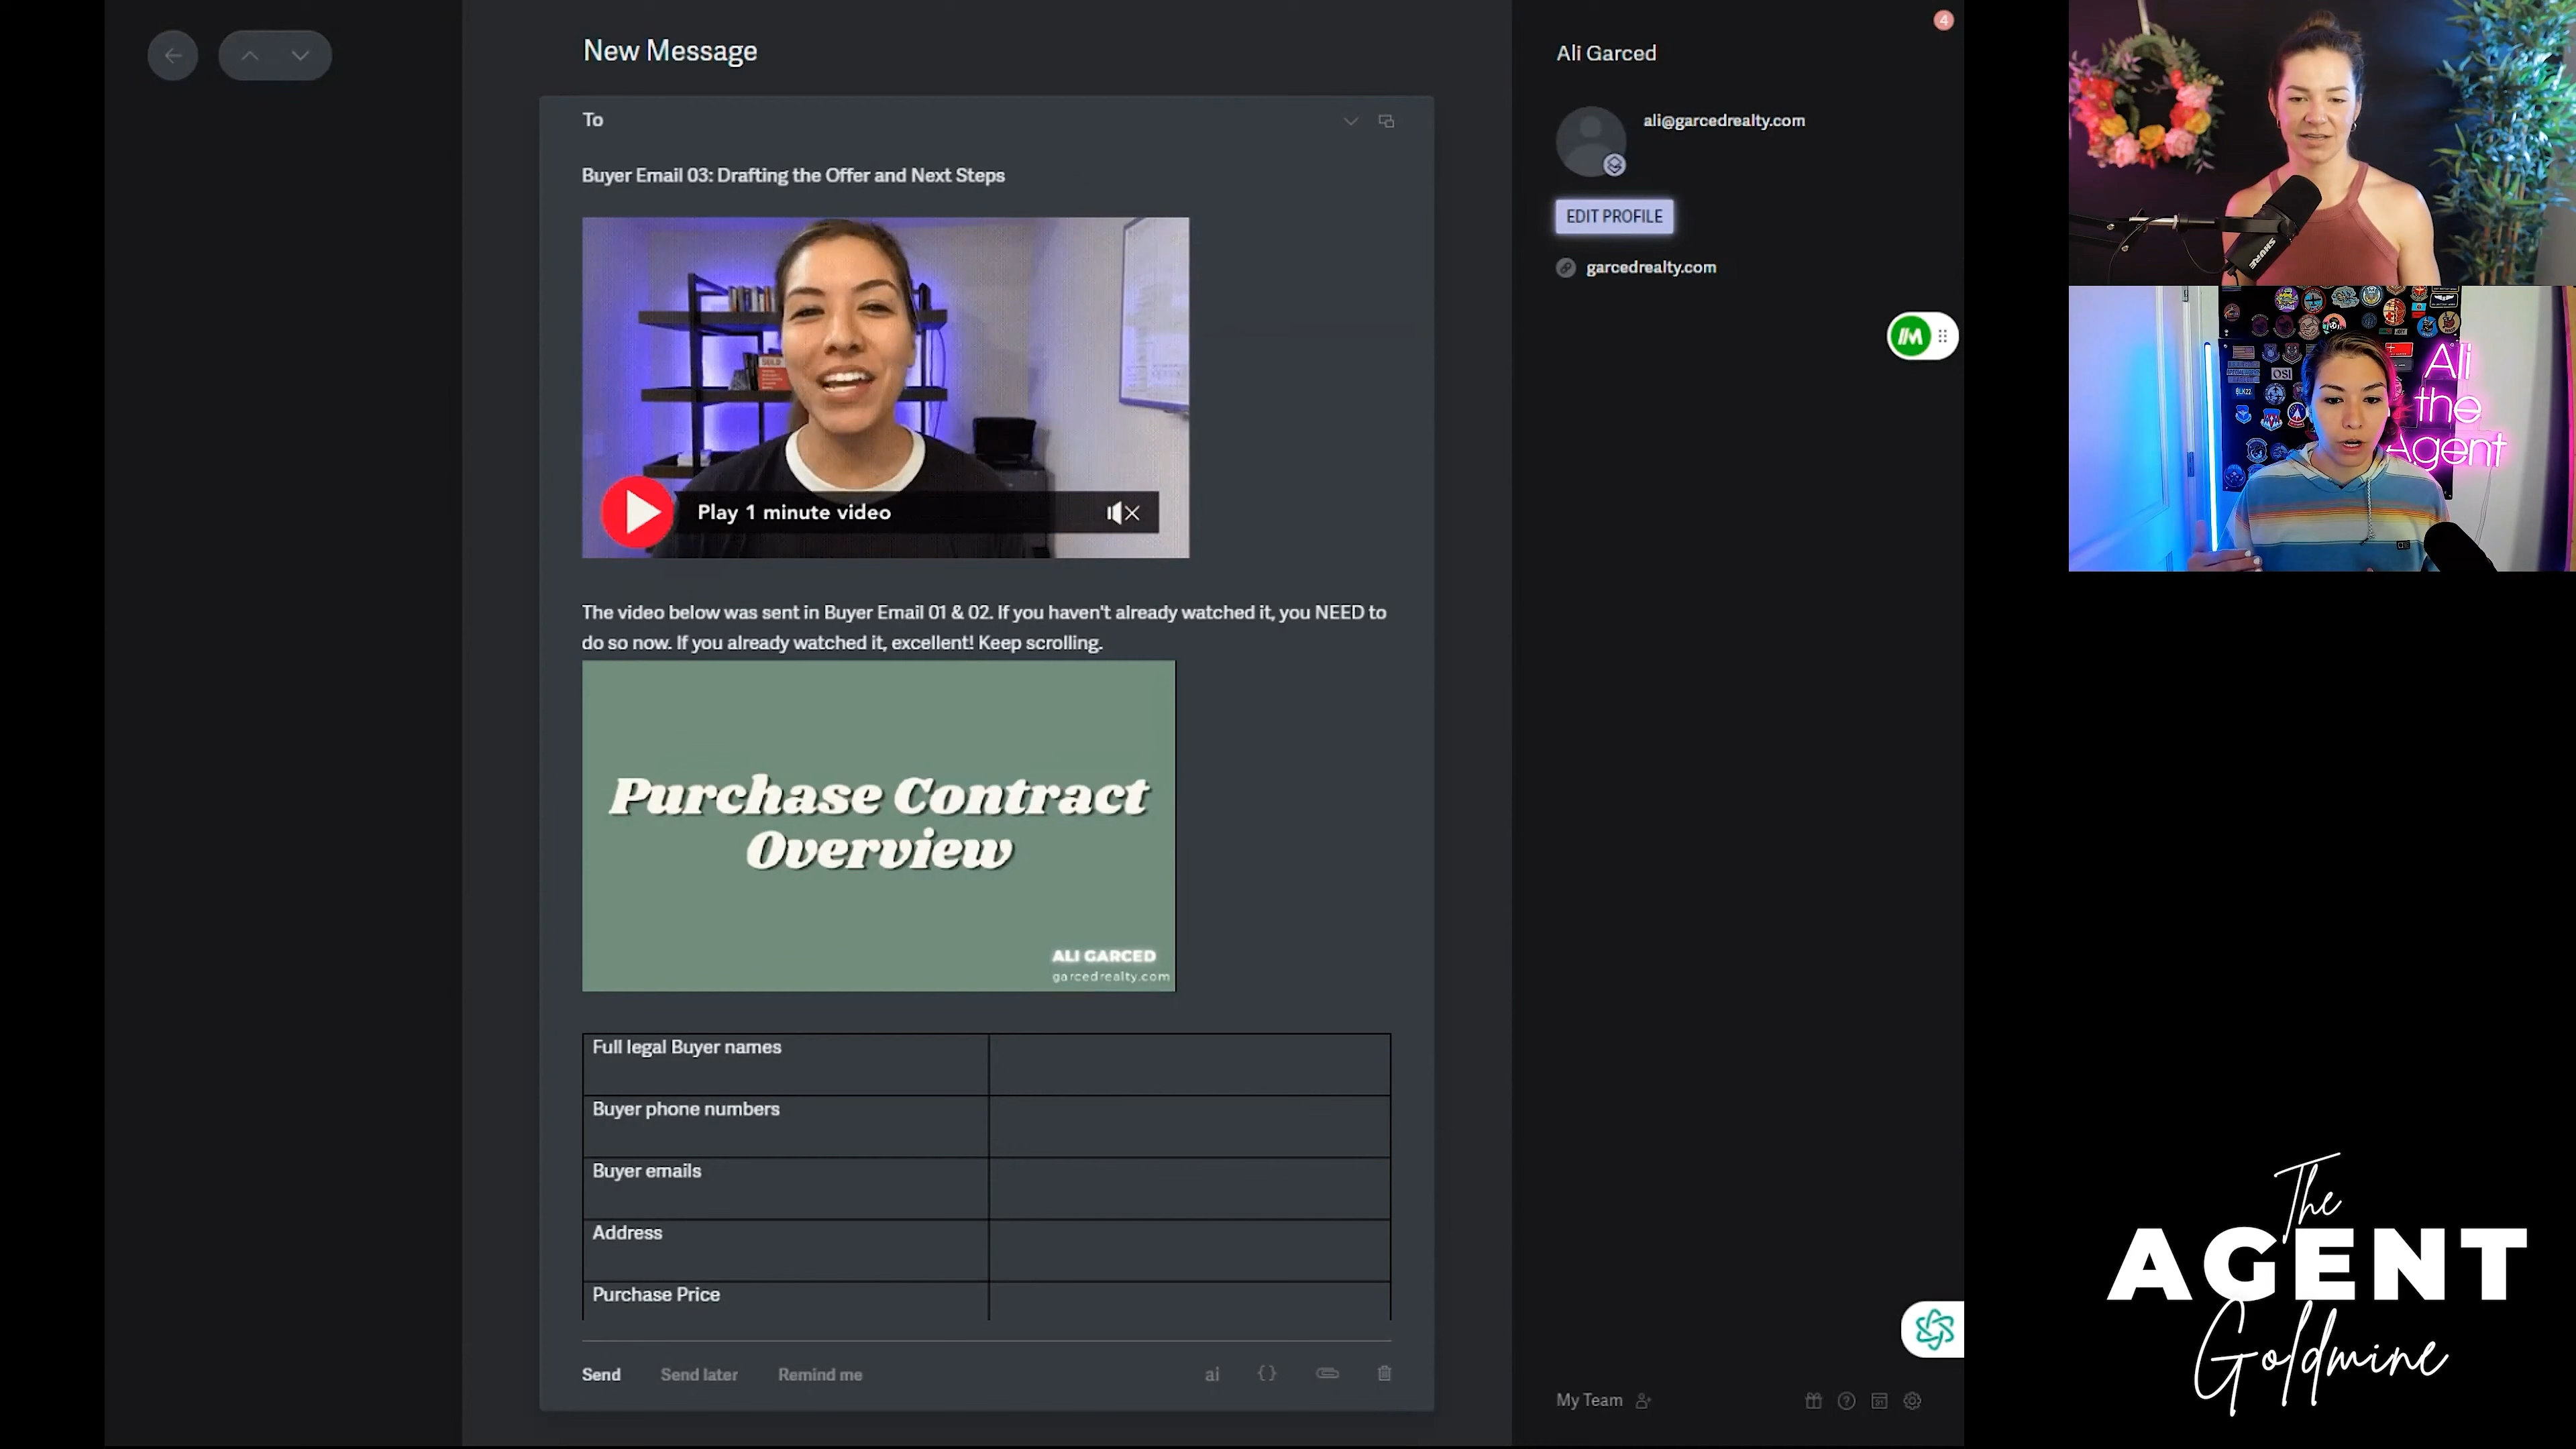 New Message
To
Buyer Email 03: Drafting the Offer and Next Steps
Play 1 minute video
The video below was sent in Buyer Email 01 & 02. If you haven't already watched it, you NEED to
do so now. If you already watched it, excellent! Keep scrolling.
Purchase Contract
Overview
ALI GARCED
garcedrealty.com
Full legal Buyer names
Buyer phone numbers
Buyer emails
Address
Purchase Price
Send
Send later
Remind me
ai
{}
4
Ali Garced
ali@garcedrealty.com
EDIT PROFILE
garcedrealty.com
My Team
SHURE
OSI
Ali
the
Agent
The
AGENT
Goldmine